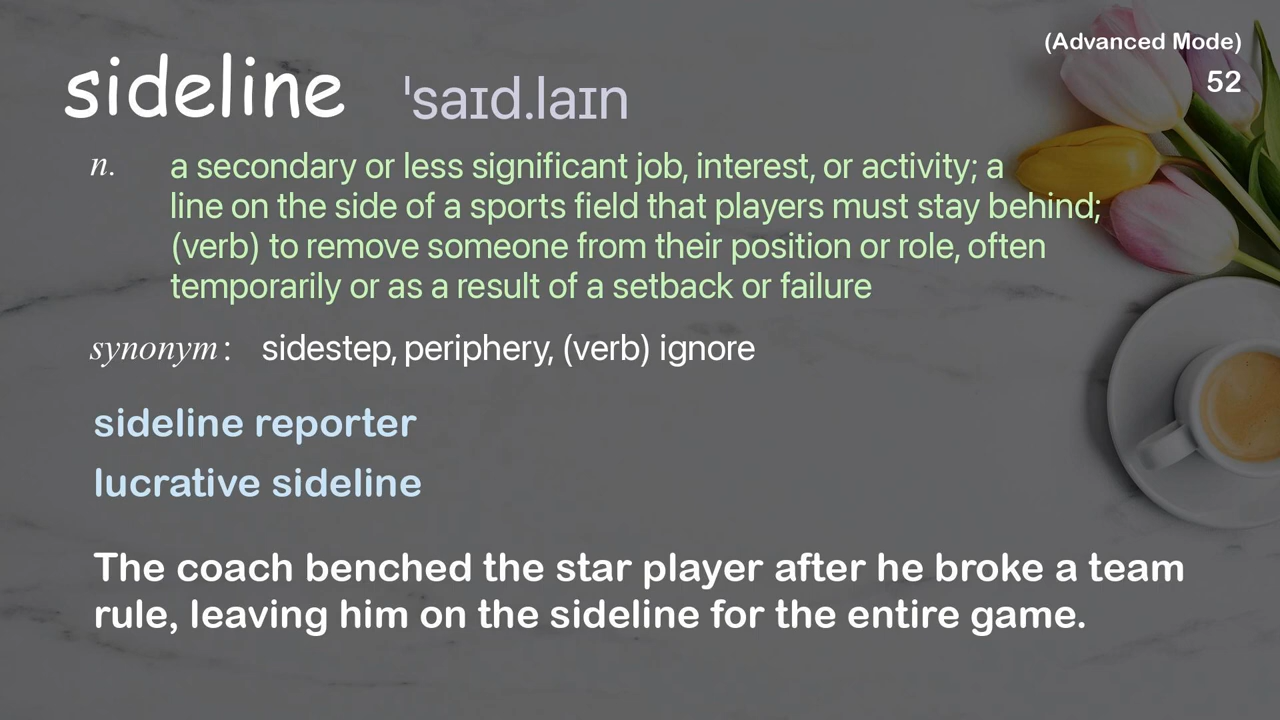 (Advanced Mode)
52
sideline ˈsaɪd.laɪn
n. a secondary or less significant job, interest, or activity; a
line on the side of a sports field that players must stay behind;
(verb) to remove someone from their position or role, often
temporarily or as a result of a setback or failure
synonym : sidestep, periphery, (verb) ignore
sideline reporter
lucrative sideline
The coach benched the star player after he broke a team
rule, leaving him on the sideline for the entire game.